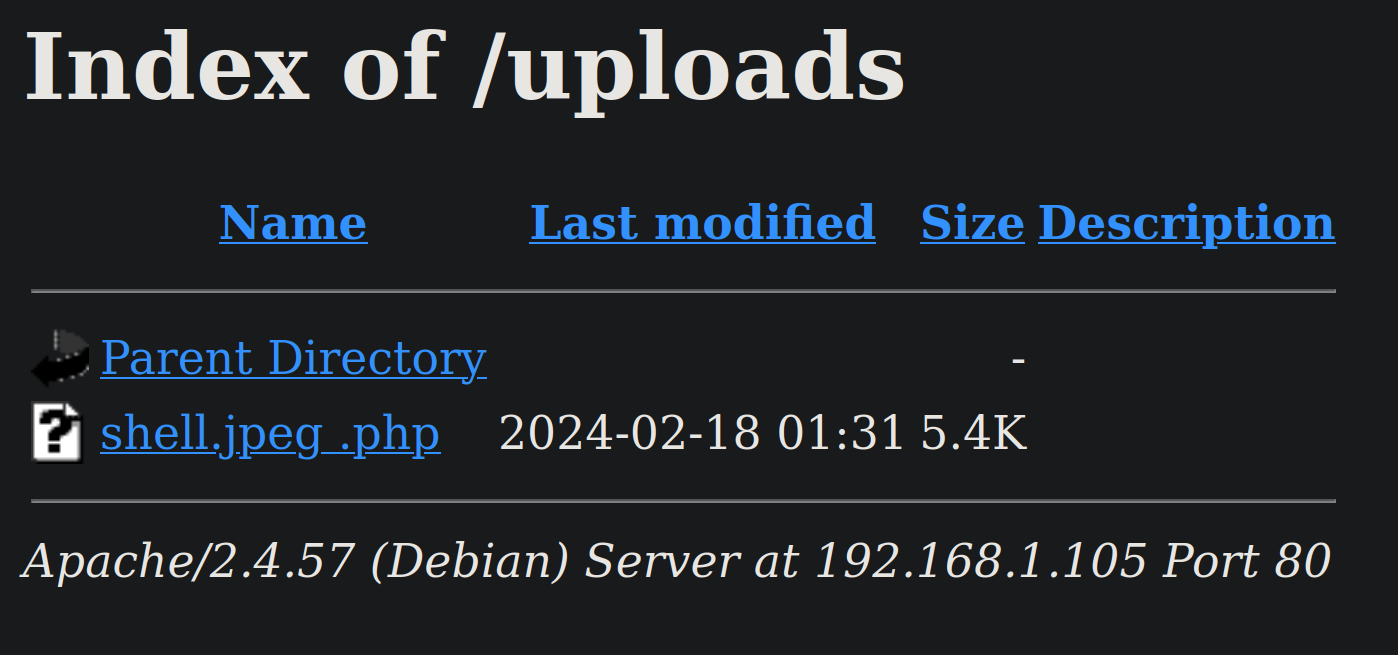 Index of /uploads
Name Last modified Size Description
Parent Directory -
shell.jpeg .php 2024-02-18 01:31 5.4K
Apache/2.4.57 (Debian) Server at 192.168.1.105 Port 80